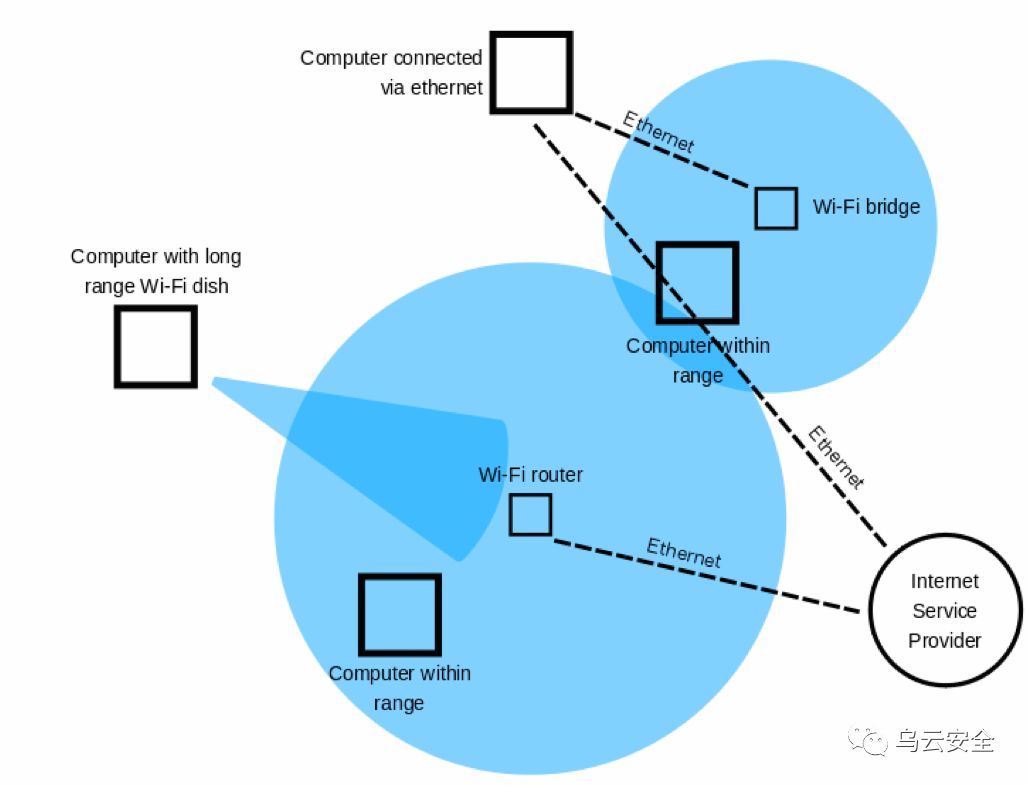 Computer connected
via ethernet
Ethernet
Wi-Fi bridge
Computer with long
range Wi-Fi dish
Computer within
range
Ethernet
Wi-Fi router
Ethernet
Internet
Service
Provider
Computer within
range
乌云安全